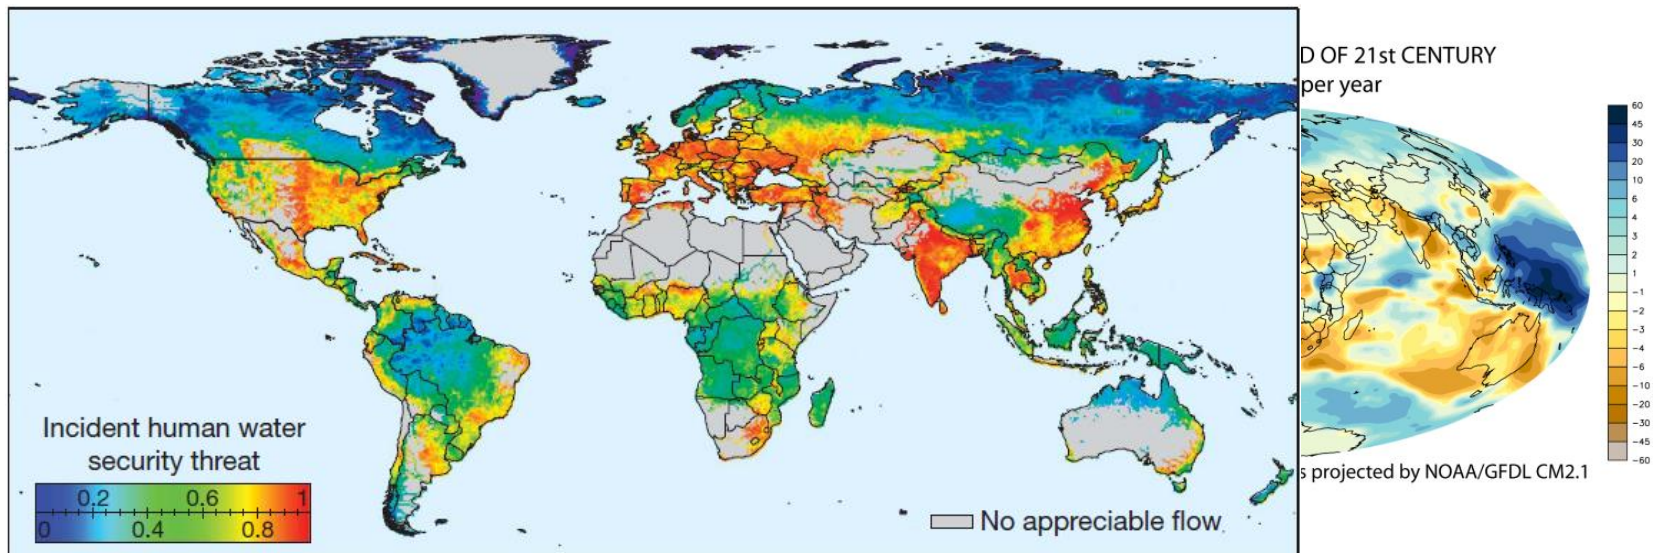 Incident human water
security threat
0.2 0.6 1
0 0.4 0.8
No appreciable flow
D OF 21st CENTURY
per year
60
45
30
20
10
6
4
3
2
1
-1
-2
-3
-4
-6
-10
-20
-30
-45
-60
s projected by NOAA/GFDL CM2.1